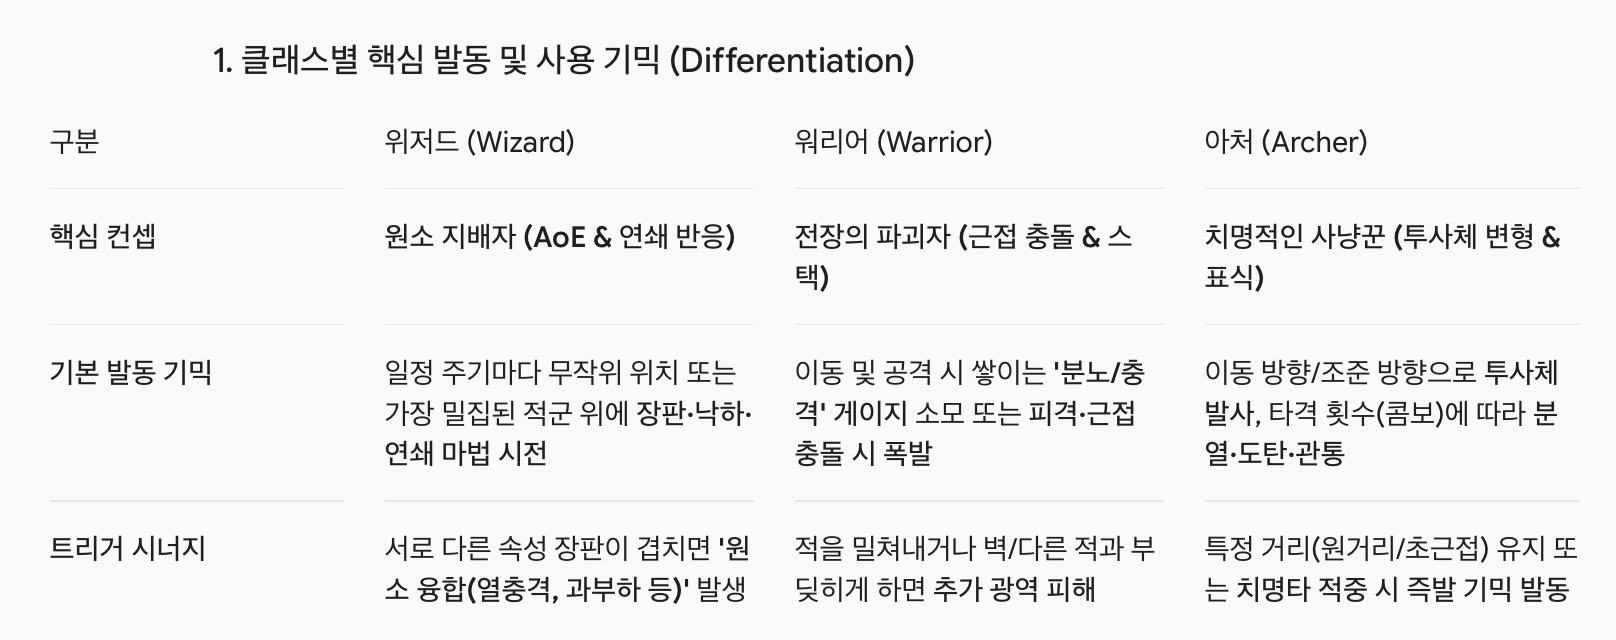 1. 클래스별 핵심 발동 및 사용 기믹 (Differentiation)
구분
위저드 (Wizard)
워리어 (Warrior)
아처 (Archer)
핵심 컨셉
원소 지배자 (AoE & 연쇄 반응)
전장의 파괴자 (근접 충돌 & 스
택)
치명적인 사냥꾼 (투사체 변형 &
표식)
기본 발동 기믹
일정 주기마다 무작위 위치 또는
가장 밀집된 적군 위에 장판·낙하·
연쇄 마법 시전
이동 및 공격 시 쌓이는 '분노/충
격' 게이지 소모 또는 피격·근접
충돌 시 폭발
이동 방향/조준 방향으로 투사체
발사, 타격 횟수(콤보)에 따라 분
열·도탄·관통
트리거 시너지
서로 다른 속성 장판이 겹치면 '원
소 융합(열충격, 과부하 등)' 발생
적을 밀쳐내거나 벽/다른 적과 부
딪히게 하면 추가 광역 피해
특정 거리(원거리/초근접) 유지 또
는 치명타 적중 시 즉발 기믹 발동